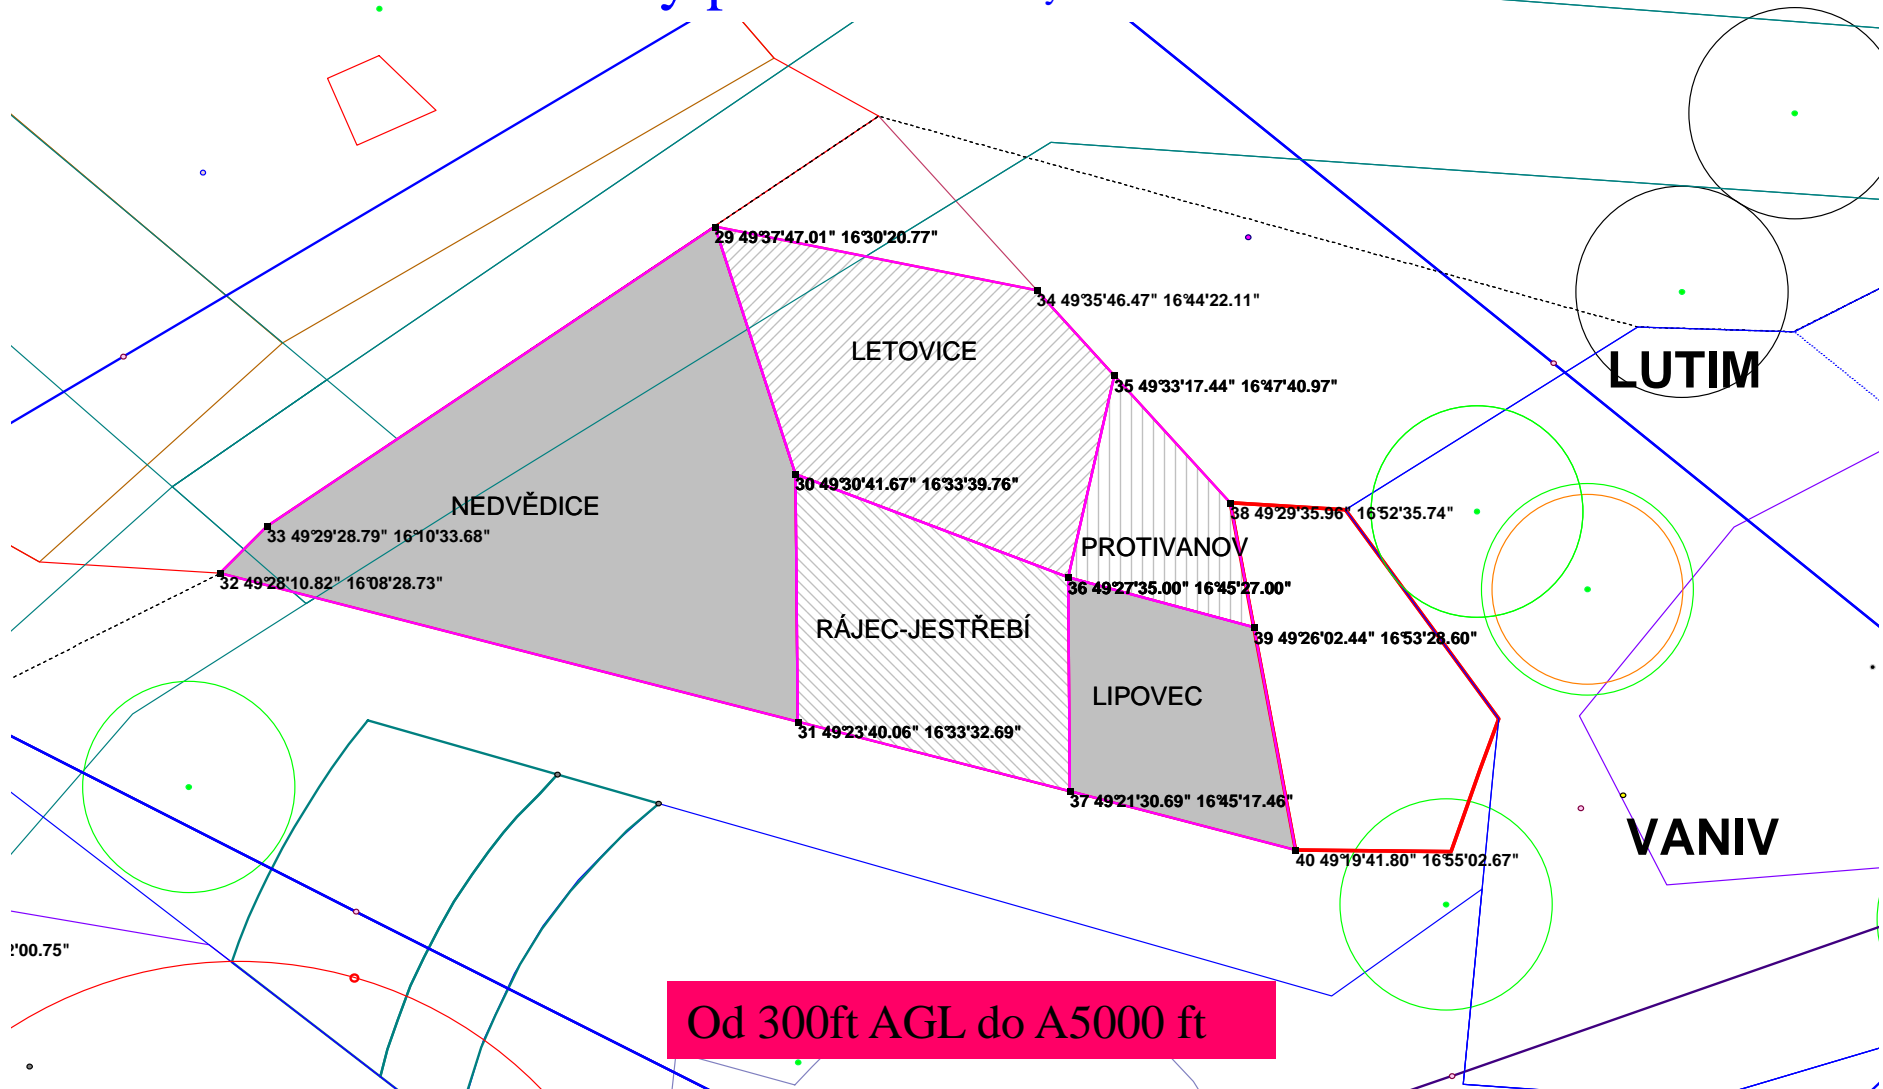 29 49°37'47.01" 16°30'20.77"
34 49°35'46.47" 16°44'22.11"
LETOVICE
LUTIM
35 49°33'17.44" 16°47'40.97"
30 49°30'41.67" 16°33'39.76"
NEDVĚDICE
38 49°29'35.96" 16°52'35.74"
33 49°29'28.79" 16°10'33.68"
PROTIVANOV
32 49°28'10.82" 16°08'28.73"
36 49°27'35.00" 16°45'27.00"
RÁJEC-JESTŘEBÍ
39 49°26'02.44" 16°53'28.60"
LIPOVEC
31 49°23'40.06" 16°33'32.69"
37 49°21'30.69" 16°45'17.46"
VANIV
40 49°19'41.80" 16°55'02.67"
2'00.75"
Od 300ft AGL do A5000 ft